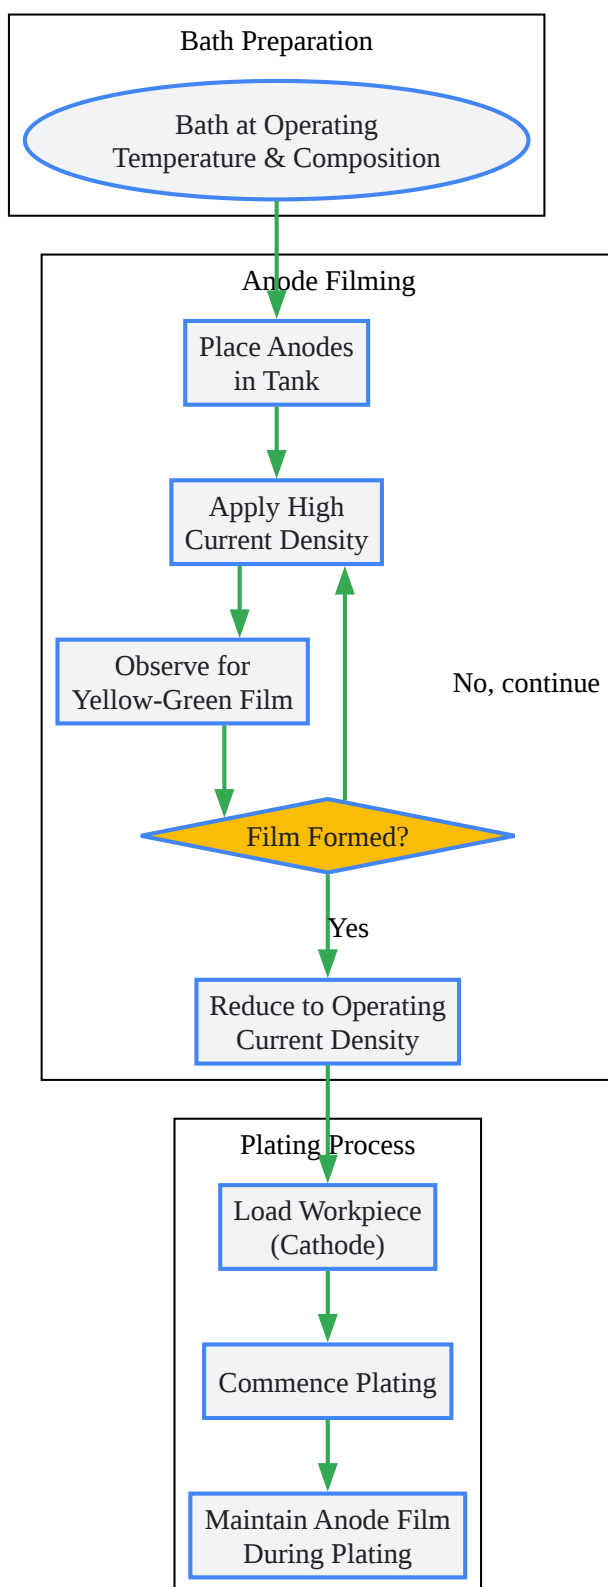 Bath Preparation
Bath at Operating
Temperature & Composition
Anode Filming
Place Anodes
in Tank
Apply High
Current Density
Observe for
Yellow-Green Film
No, continue
Film Formed?
Yes
Reduce to Operating
Current Density
Plating Process
Load Workpiece
(Cathode)
Commence Plating
Maintain Anode Film
During Plating